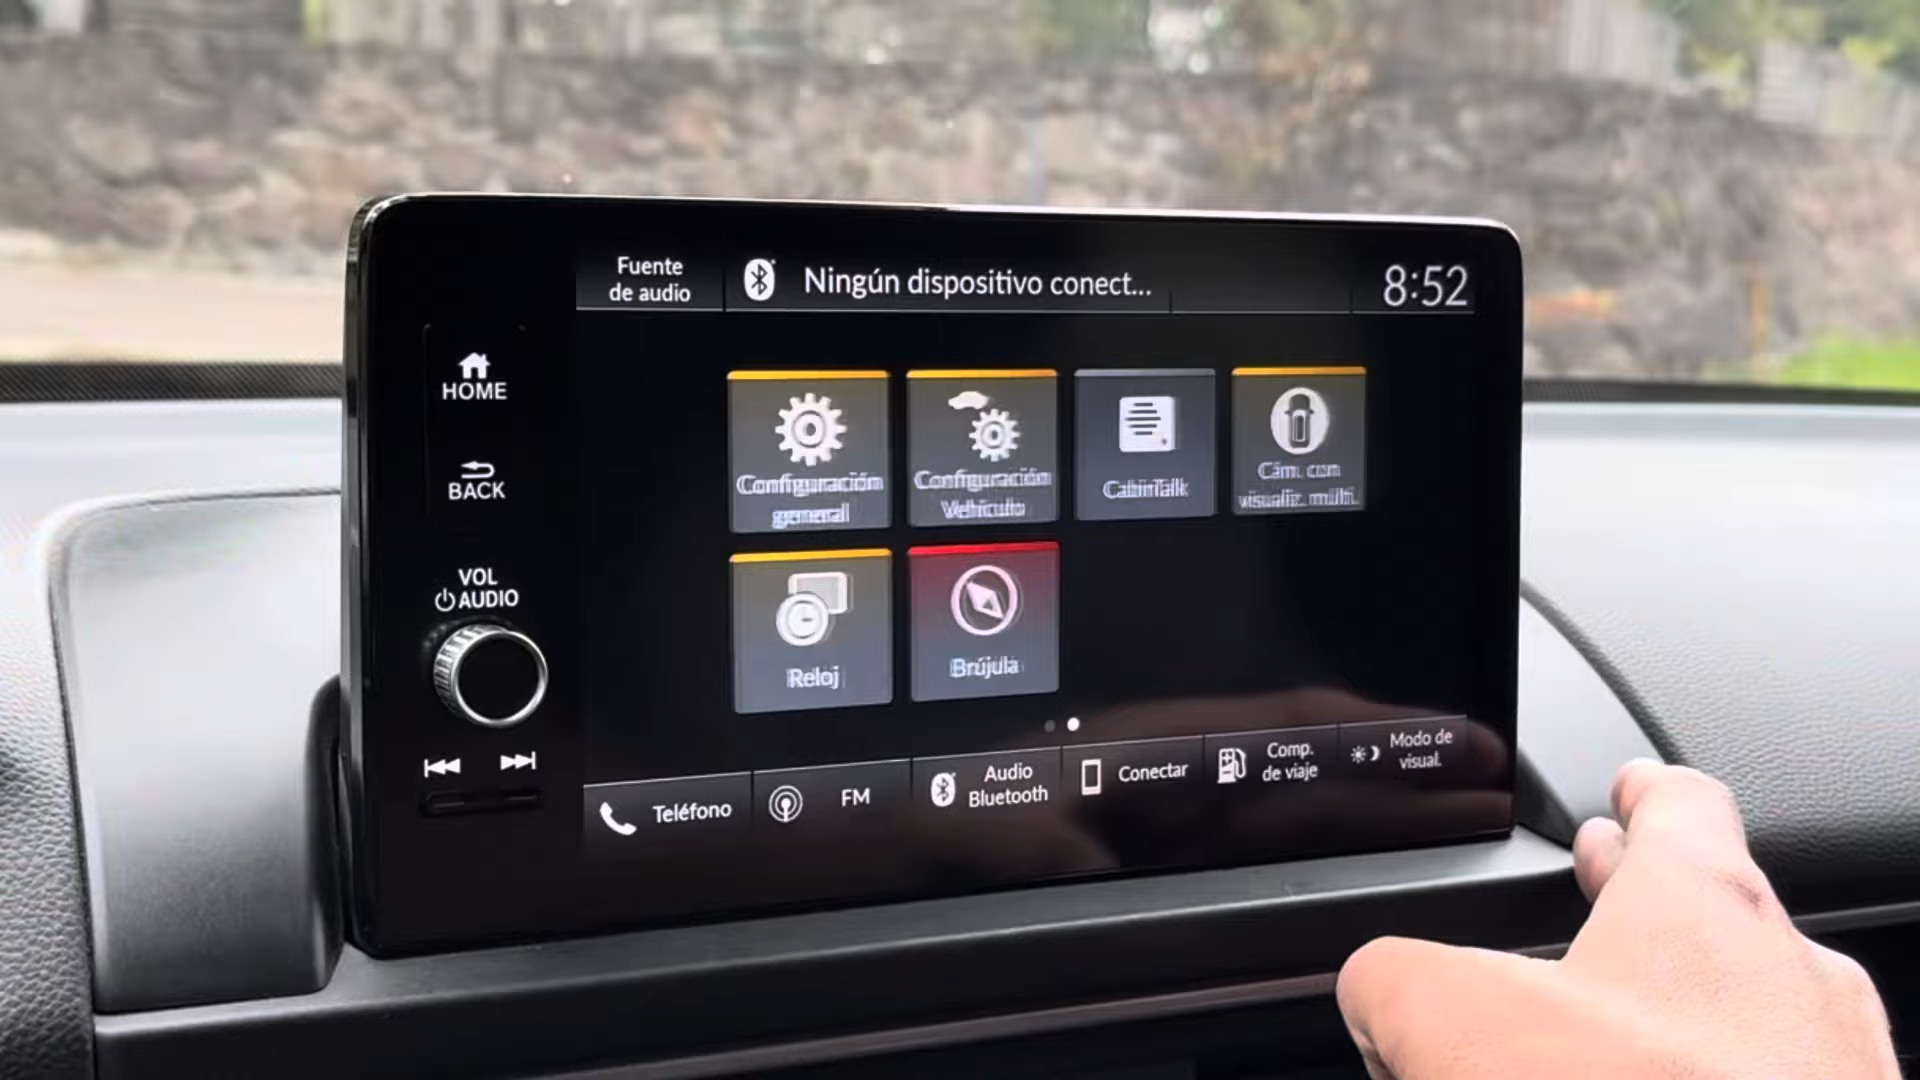 Fuente
de audio
Ningún dispositivo conect...
8:52
HOME
BACK
VOL
AUDIO
Configuración
general
Configuración
Vehículo
CabinTalk
Cám. con
visualiz. múlti.
Reloj
Brújula
Teléfono
FM
Audio
Bluetooth
Conectar
Comp.
de viaje
Modo de
visual.